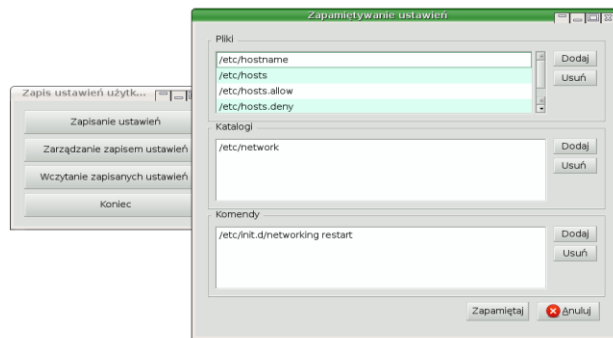 Zapis ustawień użytk...
Zapisanie ustawień
Zarządzanie zapisem ustawień
Wczytanie zapisanych ustawień
Koniec
Zapamiętywanie ustawień
Pliki
/etc/hostname
/etc/hosts
/etc/hosts.allow
/etc/hosts.deny
Dodaj
Usuń
Katalogi
/etc/network
Dodaj
Usuń
Komendy
/etc/init.d/networking restart
Dodaj
Usuń
Zapamiętaj
Anuluj